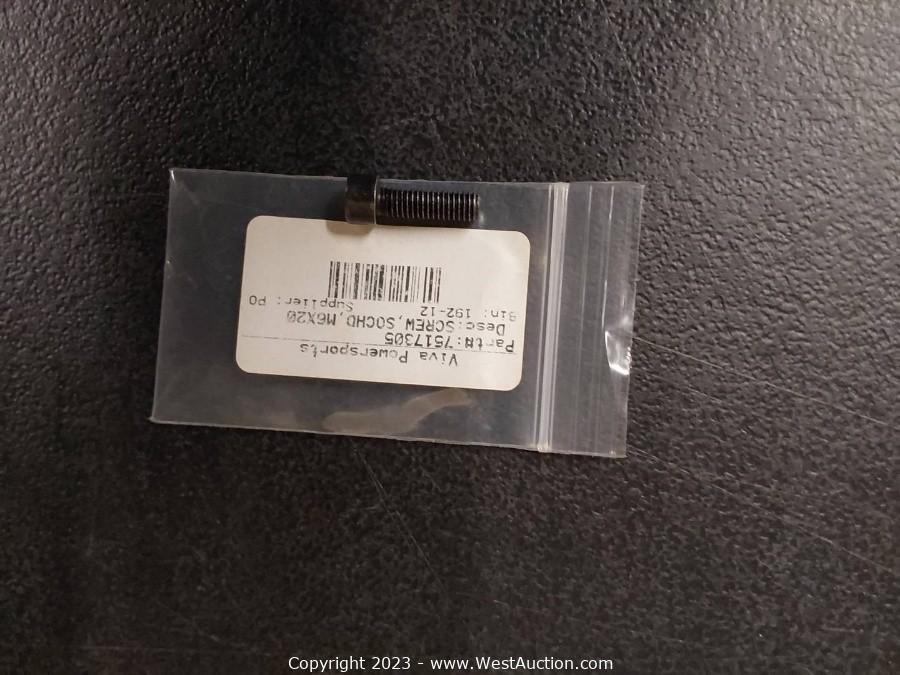 Viva Powersports
Part#:7517305
Desc:SCREW,SOCHD,M6X20
Bin: 192-12 Supplier: PO
Copyright 2023 - www.WestAuction.com